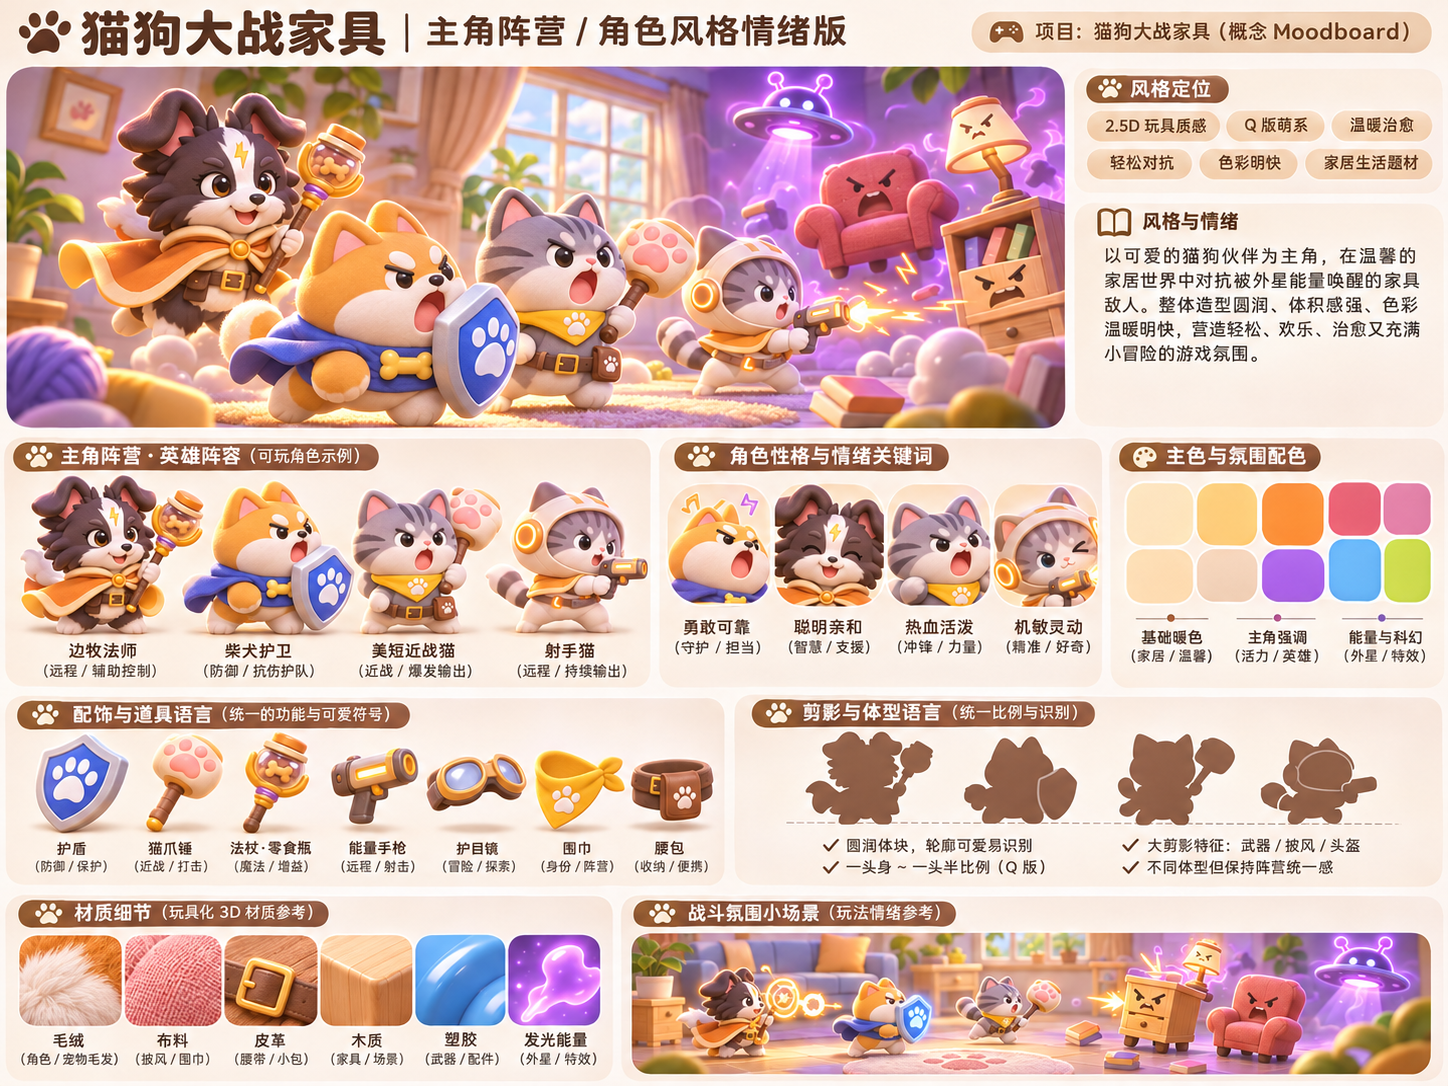 猫狗大战家具 | 主角阵营 / 角色风格情绪版
项目：猫狗大战家具（概念 Moodboard）
风格定位
2.5D 玩具质感
Q 版萌系
温暖治愈
轻松对抗
色彩明快
家居生活题材
风格与情绪
以可爱的猫狗伙伴为主角，在温馨的
家居世界中对抗被外星能量唤醒的家具
敌人。整体造型圆润、体积感强、色彩
温暖明快，营造轻松、欢乐、治愈又充满
小冒险的游戏氛围。
主角阵营 · 英雄阵容（可玩角色示例）
边牧法师
（远程 / 辅助控制）
柴犬护卫
（防御 / 抗伤护队）
美短近战猫
（近战 / 爆发输出）
射手猫
（远程 / 持续输出）
角色性格与情绪关键词
勇敢可靠
（守护 / 担当）
聪明亲和
（智慧 / 支援）
热血活泼
（冲锋 / 力量）
机敏灵动
（精准 / 好奇）
主色与氛围配色
基础暖色
（家居 / 温馨）
主角强调
（活力 / 英雄）
能量与科幻
（外星 / 特效）
配饰与道具语言（统一的功能与可爱符号）
护盾
（防御 / 保护）
猫爪锤
（近战 / 打击）
法杖·零食瓶
（魔法 / 增益）
能量手枪
（远程 / 射击）
护目镜
（冒险 / 探索）
围巾
（身份 / 阵营）
腰包
（收纳 / 便携）
剪影与体型语言（统一比例与识别）
圆润体块，轮廓可爱易识别
一头身 ~ 一头半比例（Q 版）
大剪影特征：武器 / 披风 / 头盔
不同体型但保持阵营统一感
材质细节（玩具化 3D 材质参考）
毛绒
（角色 / 宠物毛发）
布料
（披风 / 围巾）
皮革
（腰带 / 小包）
木质
（家具 / 场景）
塑胶
（武器 / 配件）
发光能量
（外星 / 特效）
战斗氛围小场景（玩法情绪参考）